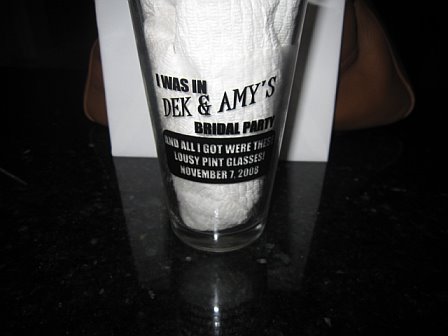 I WAS IN
DEK & AMY'S
BRIDAL PARTY
AND ALL I GOT WERE THESE
LOUSY PINT GLASSES!
NOVEMBER 7, 2008